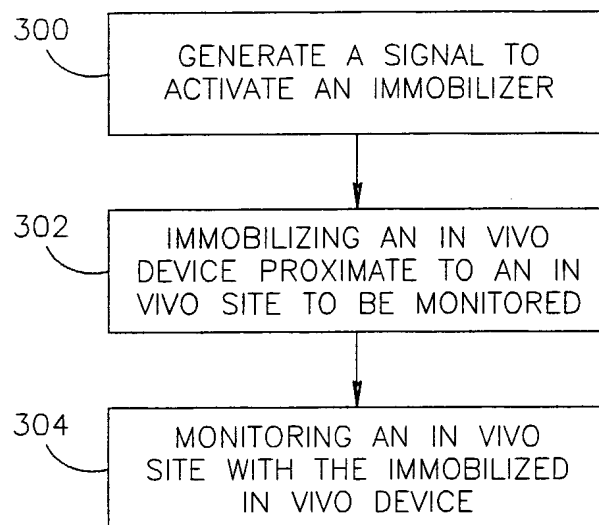 300
GENERATE A SIGNAL TO
ACTIVATE AN IMMOBILIZER
302
IMMOBILIZING AN IN VIVO
DEVICE PROXIMATE TO AN IN
VIVO SITE TO BE MONITORED
304
MONITORING AN IN VIVO
SITE WITH THE IMMOBILIZED
IN VIVO DEVICE